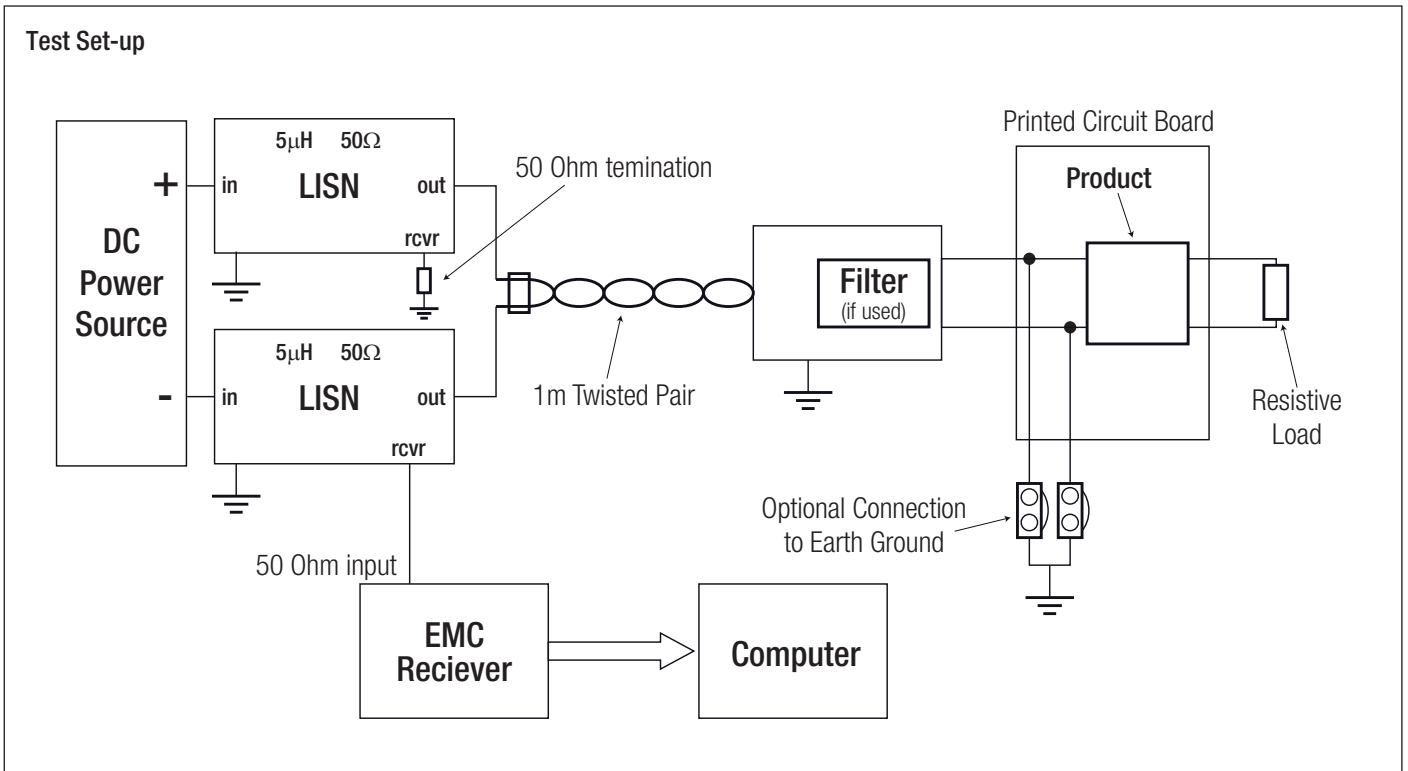 Test Set-up
DC
Power
Source
+
-
5μH 50Ω
LISN
in
out
rcvr
50 Ohm temination
5μH 50Ω
LISN
in
out
rcvr
1m Twisted Pair
Filter
(if used)
Printed Circuit Board
Product
Resistive
Load
Optional Connection
to Earth Ground
50 Ohm input
EMC
Reciever
Computer